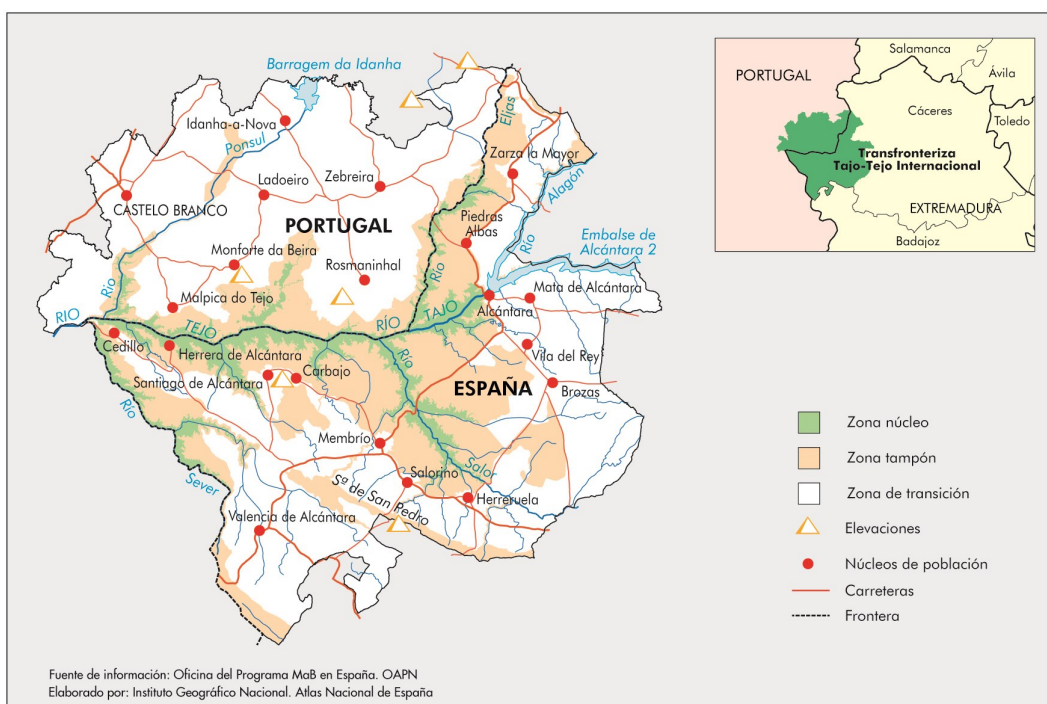 Barragem da Idanha
Idanha-a-Nova
Ponsul
Eljas
Zarza la Mayor
Alagón
Río
CASTELO BRANCO
Ladoeiro
Zebreira
PORTUGAL
Piedras
Albas
Embalse de
Alcántara 2
Monforte da Beira
Rosmaninhal
Río
Río
Malpica do Tejo
Mata de Alcántara
Alcántara
RIO
TEJO
RÍO
TAJO
Cedillo
Herrera de Alcántara
Río
Vila del Rey
Santiago de Alcántara
Carbajo
ESPAÑA
Brozas
Río
Membrío
Salor
Salorino
Sever
Sª de San Pedro
Herreruela
Valencia de Alcántara
PORTUGAL
Salamanca
Ávila
Cáceres
Toledo
Transfronteriza
Tajo-Tejo Internacional
EXTREMADURA
Badajoz
Zona núcleo
Zona tampón
Zona de transición
Elevaciones
Núcleos de población
Carreteras
Frontera
Fuente de información: Oficina del Programa MaB en España. OAPN
Elaborado por: Instituto Geográfico Nacional. Atlas Nacional de España